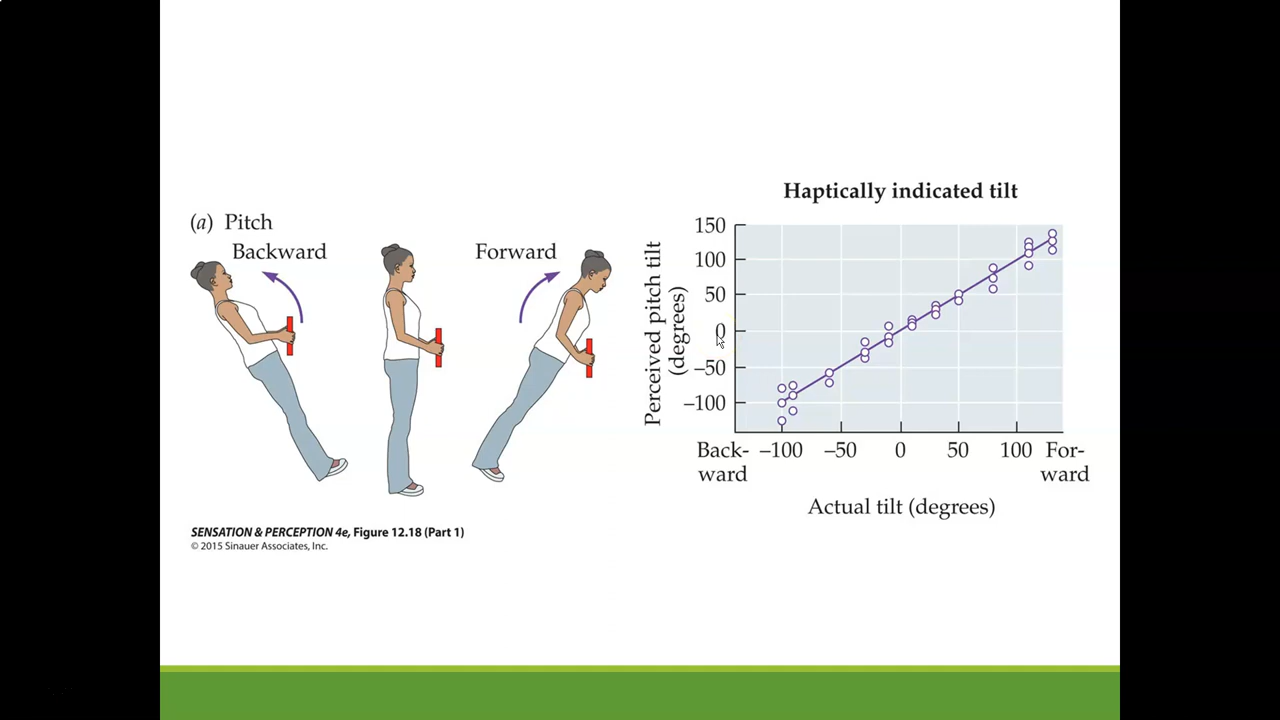 (a) Pitch
Backward
Forward
SENSATION & PERCEPTION 4e, Figure 12.18 (Part 1)
© 2015 Sinauer Associates, Inc.
Haptically indicated tilt
Perceived pitch tilt
(degrees)
150
100
50
0
–50
–100
Back- –100 –50 0 50 100 For-
ward ward
Actual tilt (degrees)